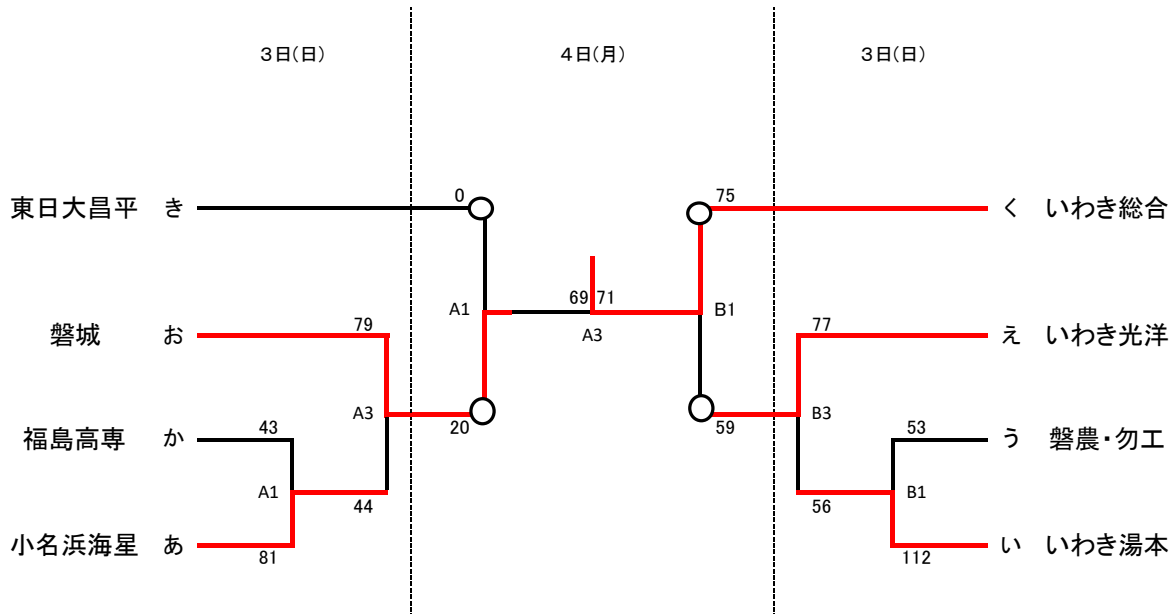 ３日(日) ４日(月) ３日(日)
0 75
東日大昌平 き く いわき総合
69 71
A1 B1
79 A3 77
磐城 お え いわき光洋
A3 B3
20 59
43 53
福島高専 か う 磐農・勿工
A1 B1
44 56
小名浜海星 あ い いわき湯本
81 112